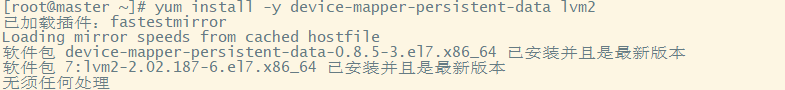 [root@master ~]# yum install -y device-mapper-persistent-data lvm2
已加载插件：fastestmirror
Loading mirror speeds from cached hostfile
软件包 device-mapper-persistent-data-0.8.5-3.el7.x86_64 已安装并且是最新版本
软件包 7:lvm2-2.02.187-6.el7.x86_64 已安装并且是最新版本
无须任何处理